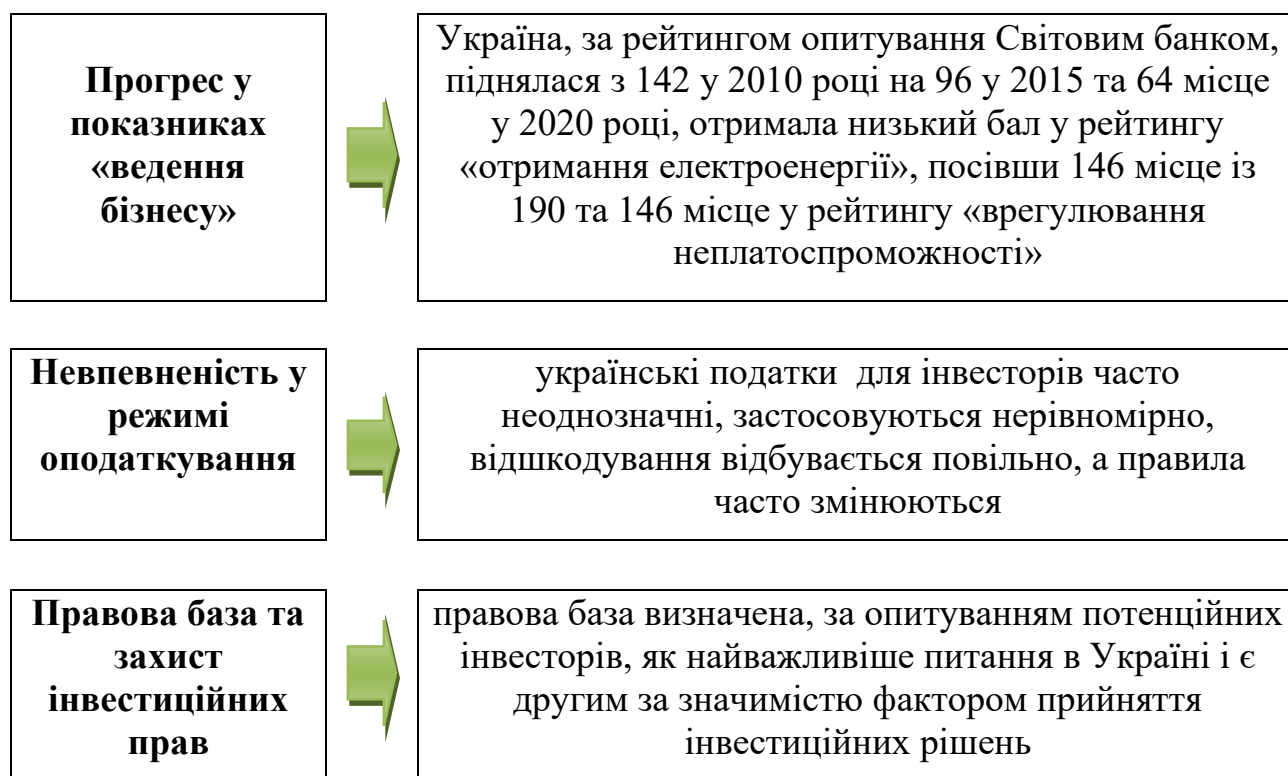 Прогрес у
показниках
«ведення
бізнесу»
Україна, за рейтингом опитування Світовим банком,
піднялася з 142 у 2010 році на 96 у 2015 та 64 місце
у 2020 році, отримала низький бал у рейтингу
«отримання електроенергії», посівши 146 місце із
190 та 146 місце у рейтингу «врегулювання
неплатоспроможності»
Невпевненість у
режимі
оподаткування
українські податки для інвесторів часто
неоднозначні, застосовуються нерівномірно,
відшкодування відбувається повільно, а правила
часто змінюються
Правова база та
захист
інвестиційних
прав
правова база визначена, за опитуванням потенційних
інвесторів, як найважливіше питання в Україні і є
другим за значимістю фактором прийняття
інвестиційних рішень